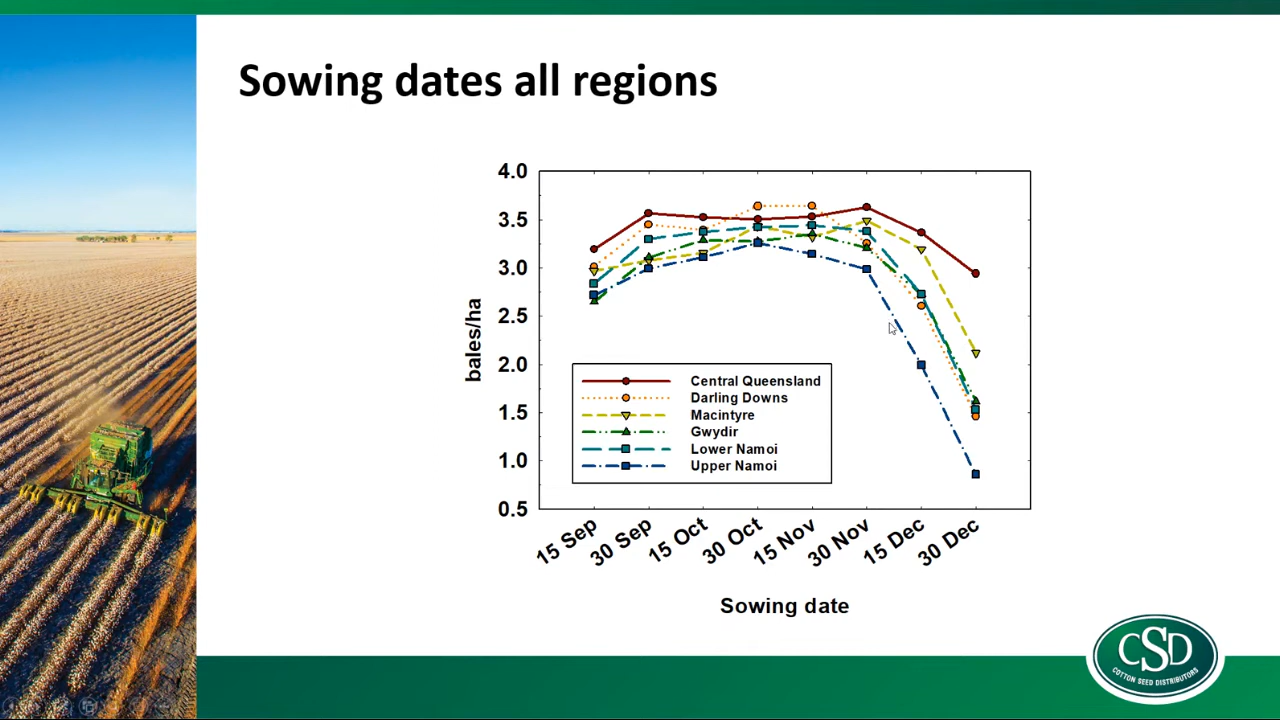 Sowing dates all regions
4.0
3.5
3.0
2.5
2.0
1.5
1.0
0.5
bales/ha
Central Queensland
Darling Downs
Macintyre
Gwydir
Lower Namoi
Upper Namoi
15 Sep
30 Sep
15 Oct
30 Oct
15 Nov
30 Nov
15 Dec
30 Dec
Sowing date
CSD
COTTON SEED DISTRIBUTORS